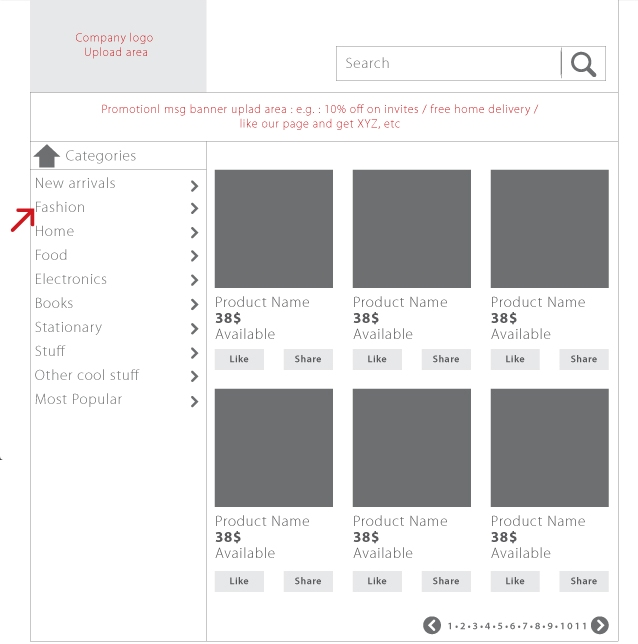 Company logo
Upload area
Search
Promotionl msg banner uplad area : e.g. : 10% off on invites / free home delivery /
like our page and get XYZ, etc
Categories
New arrivals
Fashion
Home
Food
Electronics
Books
Stationary
Stuff
Other cool stuff
Most Popular
Product Name Product Name Product Name
38$ 38$ 38$
Available Available Available
Like Share Like Share Like Share
Product Name Product Name Product Name
38$ 38$ 38$
Available Available Available
Like Share Like Share Like Share
1•2•3•4•5•6•7•8•9•1011